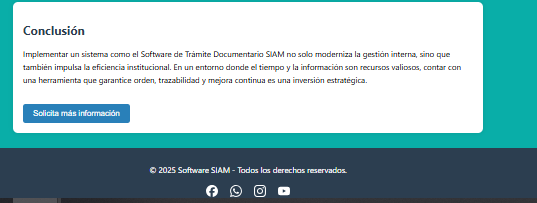 Conclusión
Implementar un sistema como el Software de Trámite Documentario SIAM no solo moderniza la gestión interna, sino que
también impulsa la eficiencia institucional. En un entorno donde el tiempo y la información son recursos valiosos, contar con
una herramienta que garantice orden, trazabilidad y mejora continua es una inversión estratégica.
Solicita más información
© 2025 Software SIAM - Todos los derechos reservados.